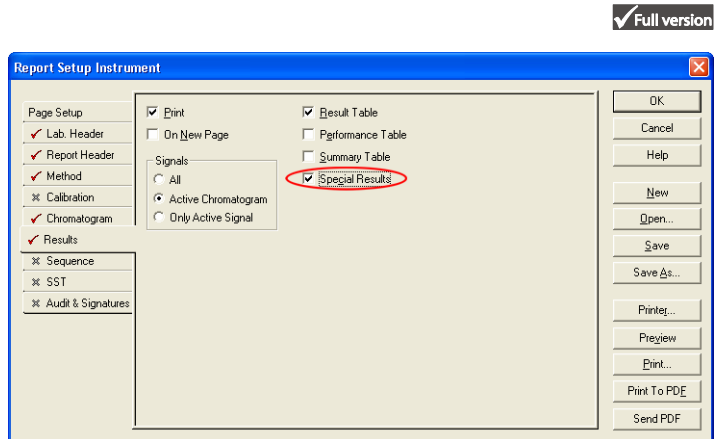 Full version
Report Setup Instrument
Page Setup
Lab. Header
Report Header
Method
Calibration
Chromatogram
Results
Sequence
SST
Audit & Signatures
Print
On New Page
Signals
All
Active Chromatogram
Only Active Signal
Result Table
Performance Table
Summary Table
Special Results
OK
Cancel
Help
New
Open...
Save
Save As...
Printer...
Preview
Print...
Print To PDF
Send PDF